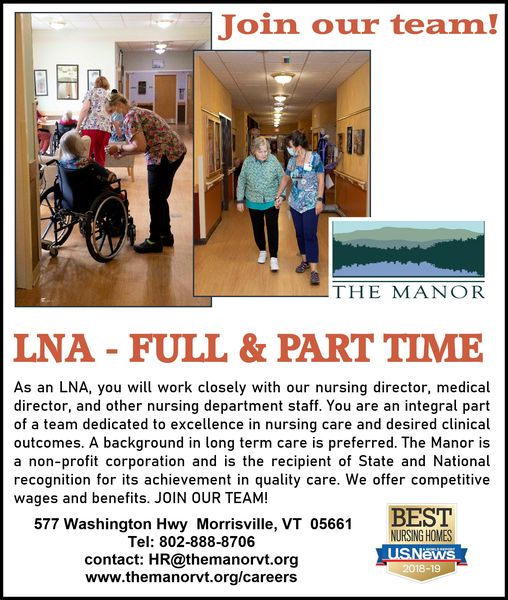 Join our team!
THE MANOR
LNA - FULL & PART TIME
As an LNA, you will work closely with our nursing director, medical
director, and other nursing department staff. You are an integral part
of a team dedicated to excellence in nursing care and desired clinical
outcomes. A background in long term care is preferred. The Manor is
a non-profit corporation and is the recipient of State and National
recognition for its achievement in quality care. We offer competitive
wages and benefits. JOIN OUR TEAM!
577 Washington Hwy Morrisville, VT 05661
Tel: 802-888-8706
contact: HR@themanorvt.org
www.themanorvt.org/careers
BEST
NURSING HOMES
U.S.News
& WORLD REPORT
2018-19